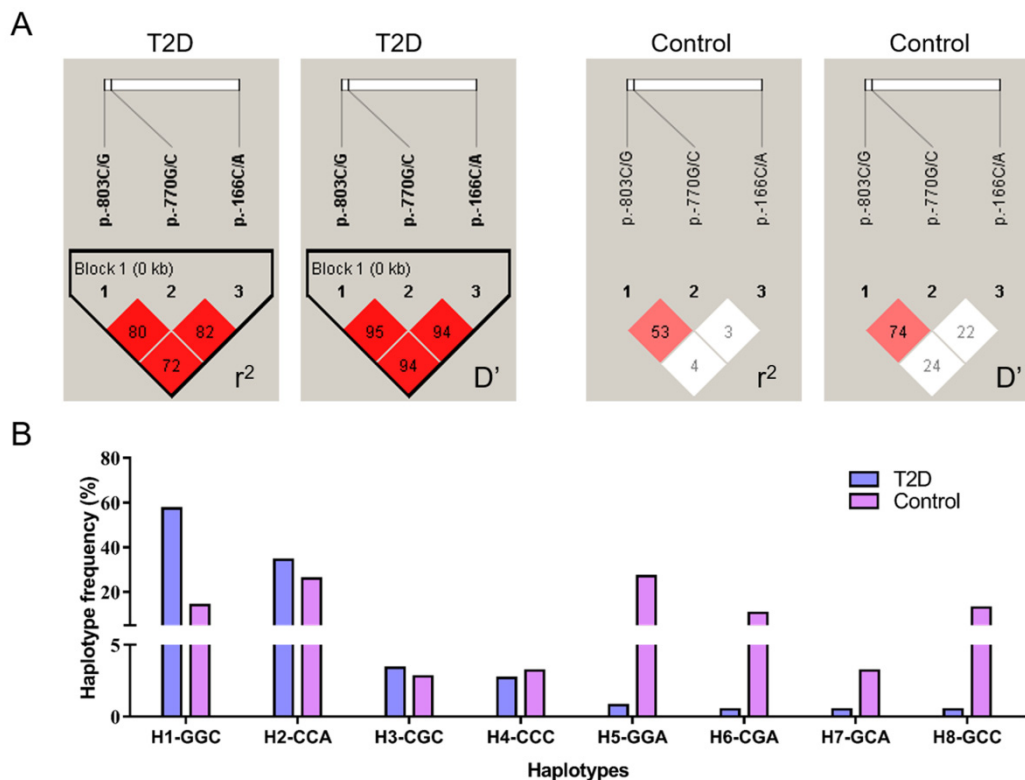 A
T2D
T2D
Control
Control
p.-803C/G
p.-770G/C
p.-166C/A
p.-803C/G
p.-770G/C
p.-166C/A
p.-803C/G
p.-770G/C
p.-166C/A
p.-803C/G
p.-770G/C
p.-166C/A
Block 1 (0 kb)
1 2 3
80 82
72
r²
Block 1 (0 kb)
1 2 3
95 94
94
D’
1 2 3
53 3
4
r²
1 2 3
74 22
24
D’
B
Haplotype frequency (%)
80
60
40
20
5
0
T2D
Control
H1-GGC H2-CCA H3-CGC H4-CCC H5-GGA H6-CGA H7-GCA H8-GCC
Haplotypes